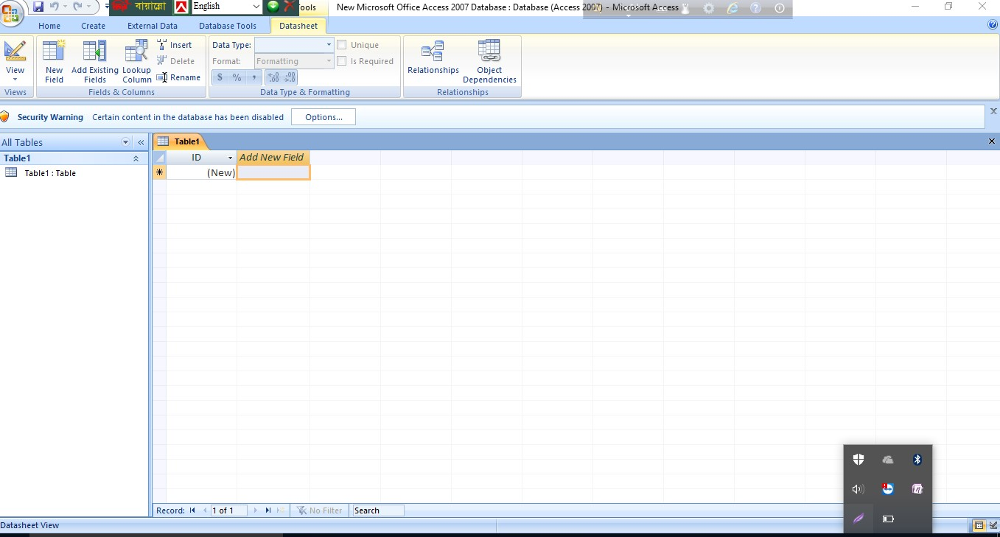 বায়ান্নো English ools New Microsoft Office Access 2007 Database : Database (Access 2007) - Microsoft Access
Home Create External Data Database Tools Datasheet
View
Views
New Field
Add Existing Fields
Lookup Column
Insert
Delete
Rename
Fields & Columns
Data Type:
Format: Formatting
Unique
Is Required
$ % ,
Data Type & Formatting
Relationships
Object Dependencies
Relationships
Security Warning Certain content in the database has been disabled Options...
All Tables
Table1
Table1 : Table
Table1
ID Add New Field
(New)
Record: 1 of 1 No Filter Search
Datasheet View